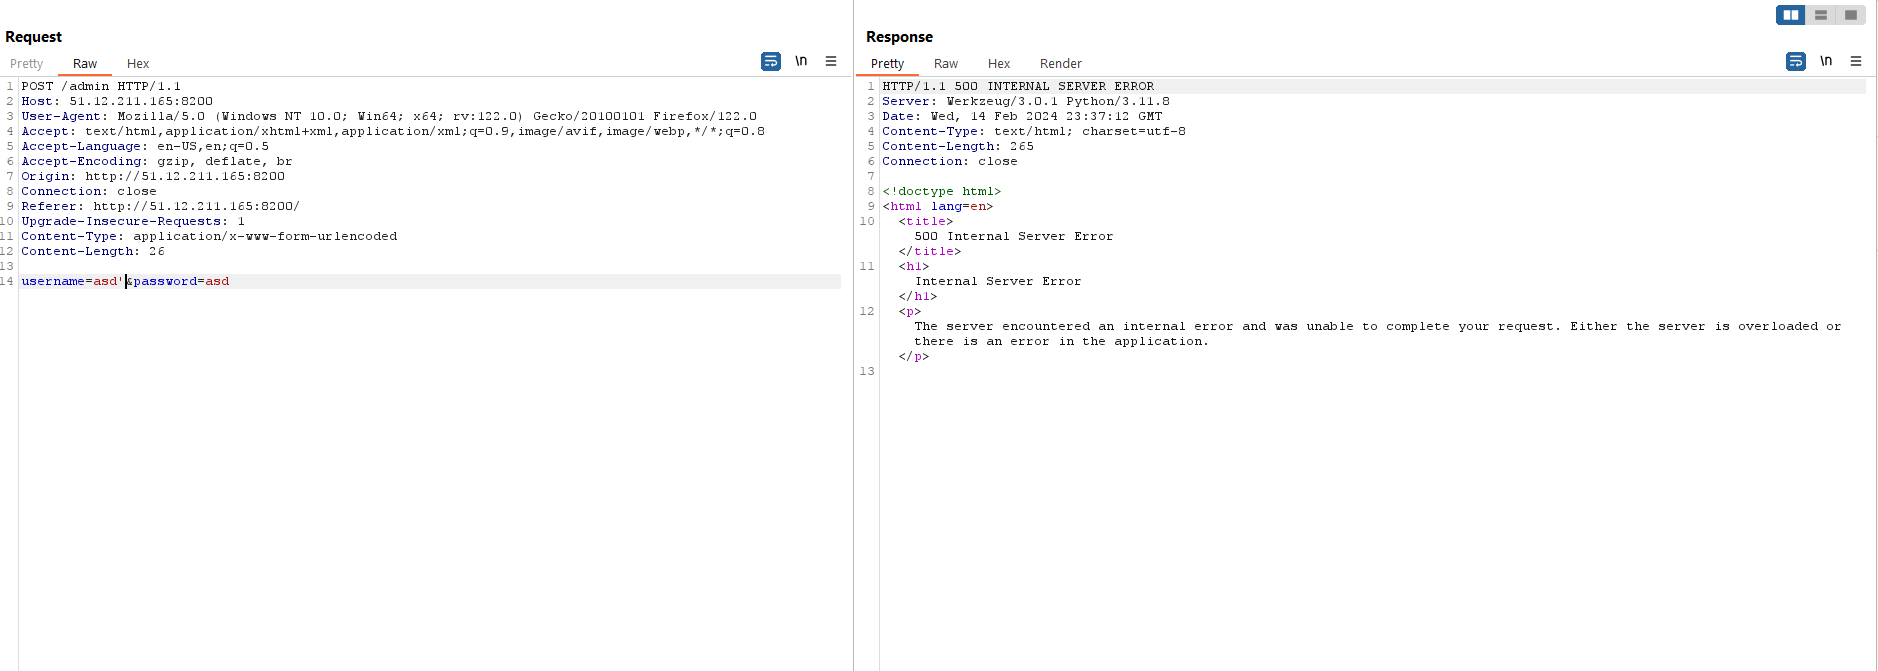 Request
Pretty Raw Hex
\n
1 POST /admin HTTP/1.1
2 Host: 51.12.211.165:8200
3 User-Agent: Mozilla/5.0 (Windows NT 10.0; Win64; x64; rv:122.0) Gecko/20100101 Firefox/122.0
4 Accept: text/html,application/xhtml+xml,application/xml;q=0.9,image/avif,image/webp,*/*;q=0.8
5 Accept-Language: en-US,en;q=0.5
6 Accept-Encoding: gzip, deflate, br
7 Origin: http://51.12.211.165:8200
8 Connection: close
9 Referer: http://51.12.211.165:8200/
10 Upgrade-Insecure-Requests: 1
11 Content-Type: application/x-www-form-urlencoded
12 Content-Length: 26
13
14 username=asd'&password=asd
Response
Pretty Raw Hex Render
\n
1 HTTP/1.1 500 INTERNAL SERVER ERROR
2 Server: Werkzeug/3.0.1 Python/3.11.8
3 Date: Wed, 14 Feb 2024 23:37:12 GMT
4 Content-Type: text/html; charset=utf-8
5 Content-Length: 265
6 Connection: close
7
8 <!doctype html>
9 <html lang=en>
10 <title>
500 Internal Server Error
</title>
11 <h1>
Internal Server Error
</h1>
12 <p>
The server encountered an internal error and was unable to complete your request. Either the server is overloaded or
there is an error in the application.
</p>
13